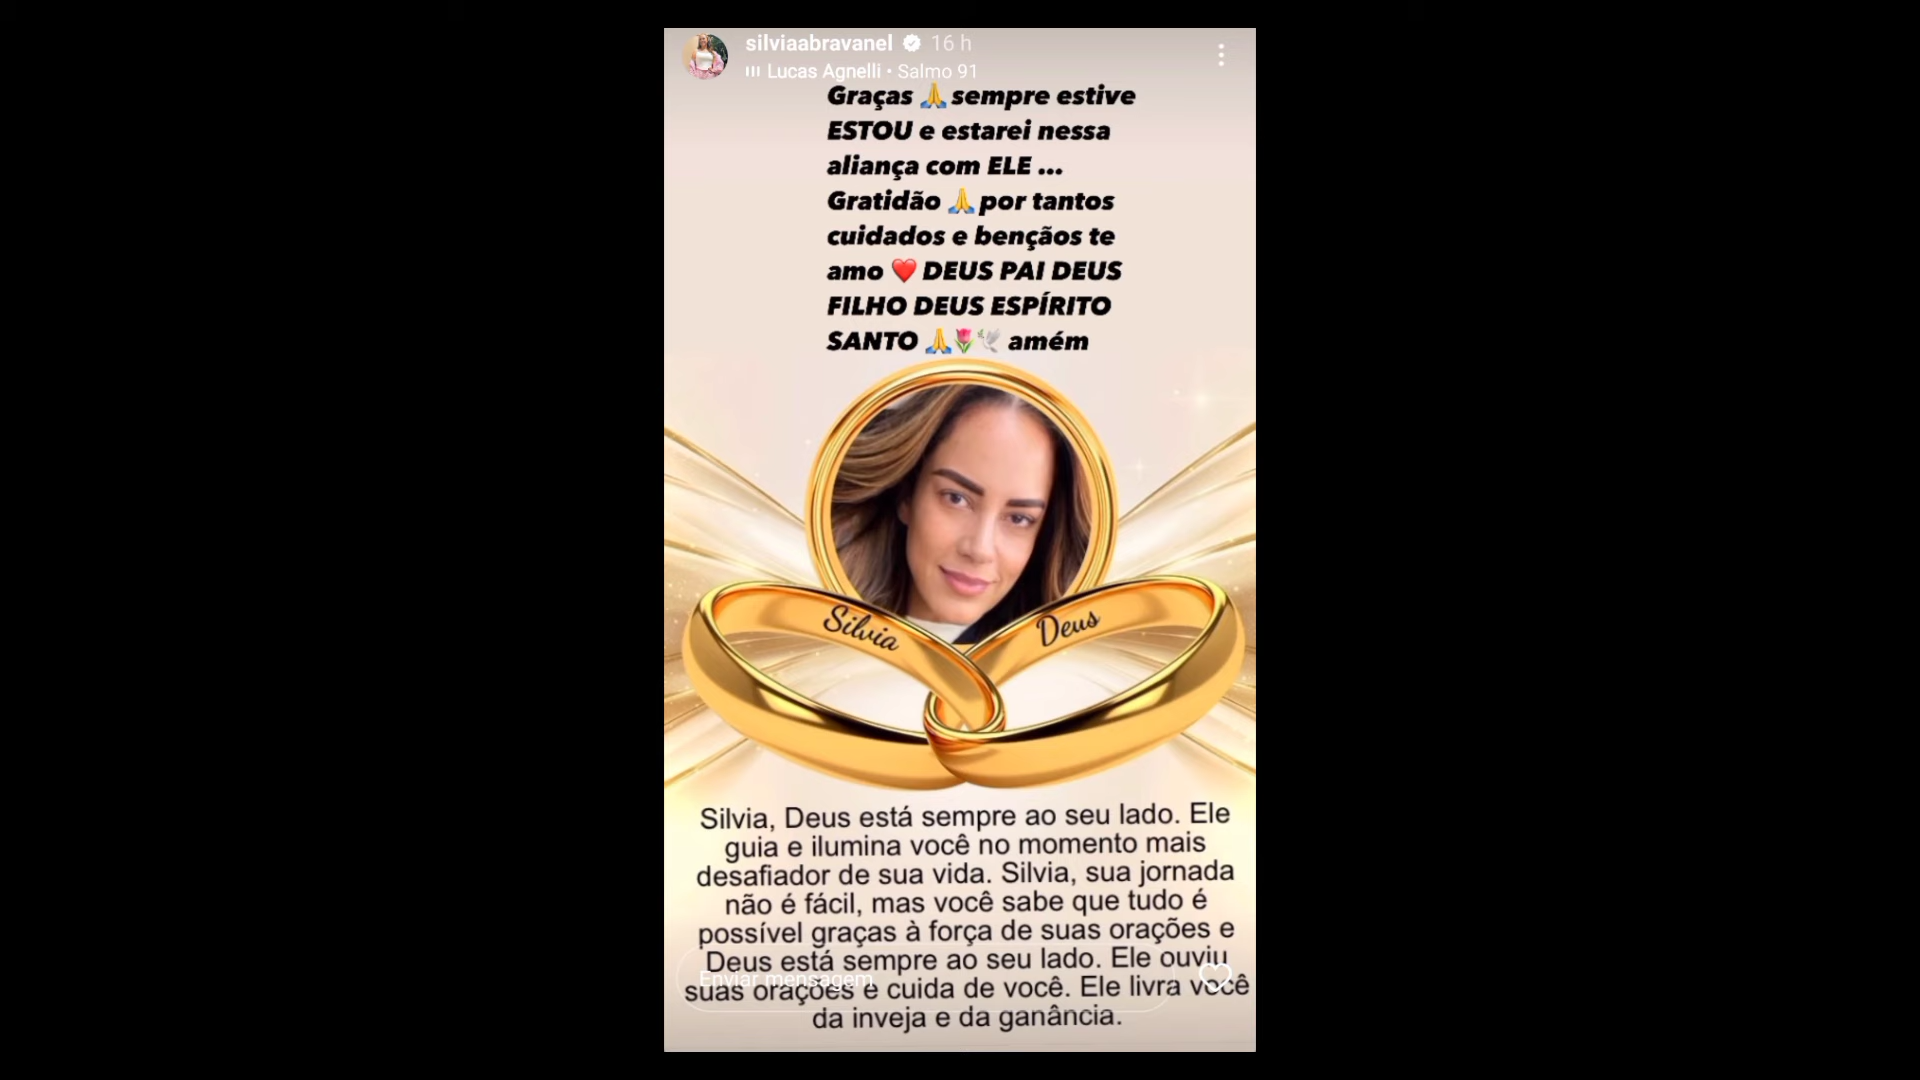 silviaabravanel 16 h
Lucas Agnelli • Salmo 91
Graças 🙏 sempre estive
ESTOU e estarei nessa
aliança com ELE ...
Gratidão 🙏 por tantos
cuidados e bençãos te
amo ❤️ DEUS PAI DEUS
FILHO DEUS ESPÍRITO
SANTO 🙏🌷🕊️ amém
Silvia
Deus
Silvia, Deus está sempre ao seu lado. Ele
guia e ilumina você no momento mais
desafiador de sua vida. Silvia, sua jornada
não é fácil, mas você sabe que tudo é
possível graças à força de suas orações e
Deus está sempre ao seu lado. Ele ouviu
Enviar mensagem
suas orações e cuida de você. Ele livra você
da inveja e da ganância.